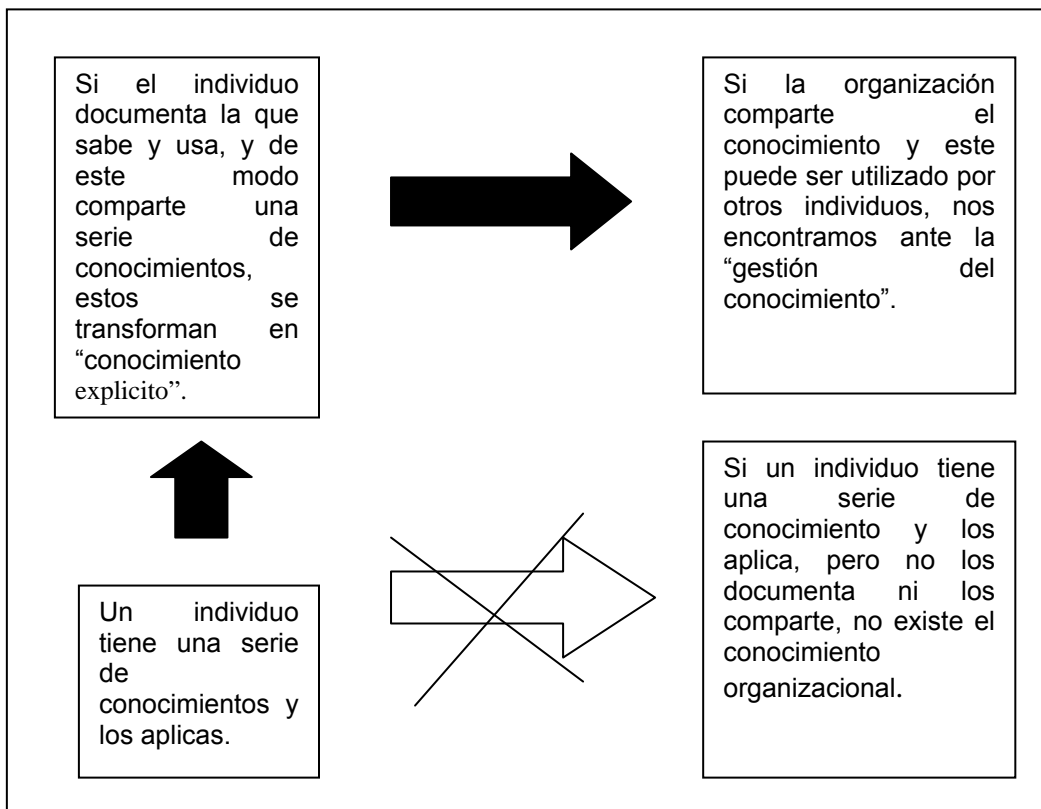 Si el individuo
documenta la que
sabe y usa, y de
este modo
comparte una
serie de
conocimientos,
estos se
transforman en
“conocimiento
explicito”.
Si la organización
comparte el
conocimiento y este
puede ser utilizado por
otros individuos, nos
encontramos ante la
“gestión del
conocimiento”.
Un individuo
tiene una serie
de
conocimientos y
los aplicas.
Si un individuo tiene
una serie de
conocimiento y los
aplica, pero no los
documenta ni los
comparte, no existe el
conocimiento
organizacional.